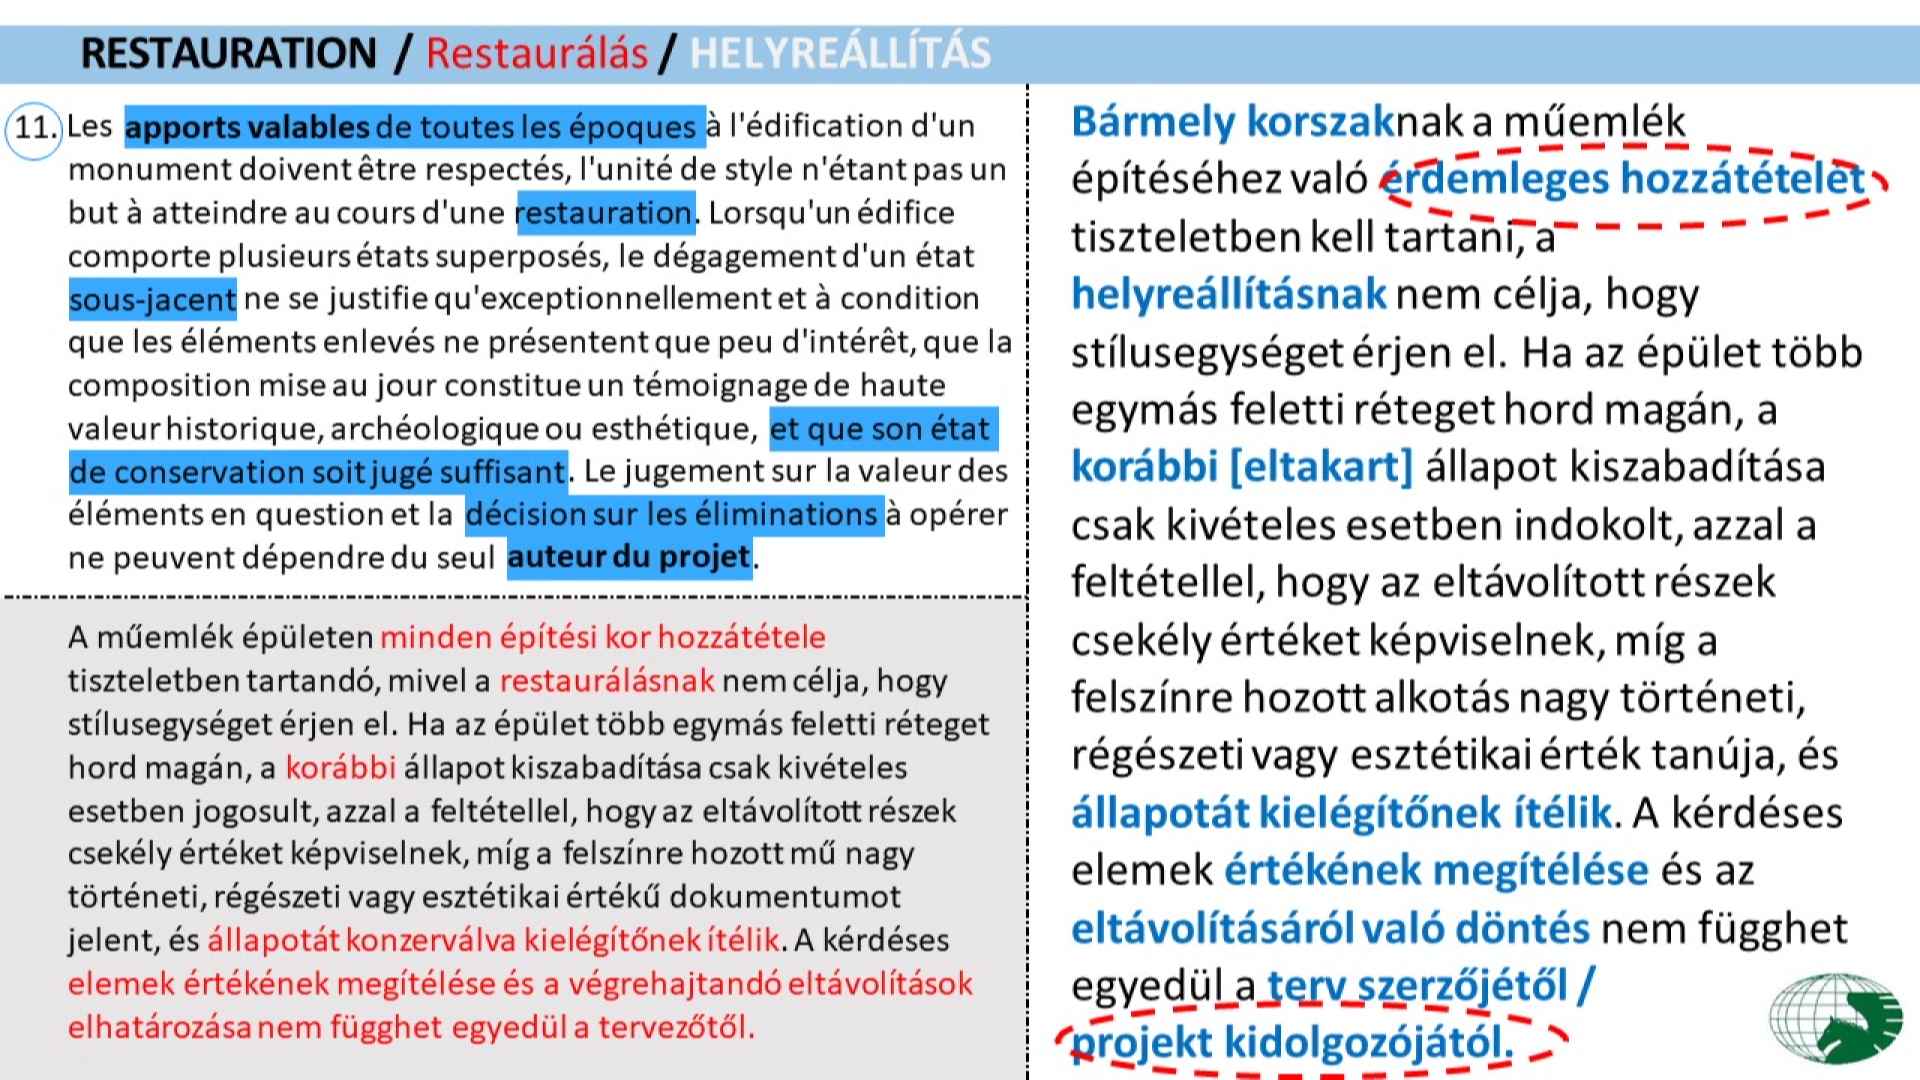 RESTAURATION / Restaurálás / HELYREÁLLÍTÁS
11. Les apports valables de toutes les époques à l'édification d'un
monument doivent être respectés, l'unité de style n'étant pas un
but à atteindre au cours d'une restauration. Lorsqu'un édifice
comporte plusieurs états superposés, le dégagement d'un état
sous-jacent ne se justifie qu'exceptionnellement et à condition
que les éléments enlevés ne présentent que peu d'intérêt, que la
composition mise au jour constitue un témoignage de haute
valeur historique, archéologique ou esthétique, et que son état
de conservation soit jugé suffisant. Le jugement sur la valeur des
éléments en question et la décision sur les éliminations à opérer
ne peuvent dépendre du seul auteur du projet.
A műemlék épületen minden építési kor hozzátétele
tiszteletben tartandó, mivel a restaurálásnak nem célja, hogy
stílusegységet érjen el. Ha az épület több egymás feletti réteget
hord magán, a korábbi állapot kiszabadítása csak kivételes
esetben jogosult, azzal a feltétellel, hogy az eltávolított részek
csekély értéket képviselnek, míg a felszínre hozott mű nagy
történeti, régészeti vagy esztétikai értékű dokumentumot
jelent, és állapotát konzerválva kielégítőnek ítélik. A kérdéses
elemek értékének megítélése és a végrehajtandó eltávolítások
elhatározása nem függhet egyedül a tervezőtől.
Bármely korszaknak a műemlék
építéséhez való érdemleges hozzátételét
tiszteletben kell tartani, a
helyreállításnak nem célja, hogy
stílusegységet érjen el. Ha az épület több
egymás feletti réteget hord magán, a
korábbi [eltakart] állapot kiszabadítása
csak kivételes esetben indokolt, azzal a
feltétellel, hogy az eltávolított részek
csekély értéket képviselnek, míg a
felszínre hozott alkotás nagy történeti,
régészeti vagy esztétikai érték tanúja, és
állapotát kielégítőnek ítélik. A kérdéses
elemek értékének megítélése és az
eltávolításáról való döntés nem függhet
egyedül a terv szerzőjétől /
projekt kidolgozójától.